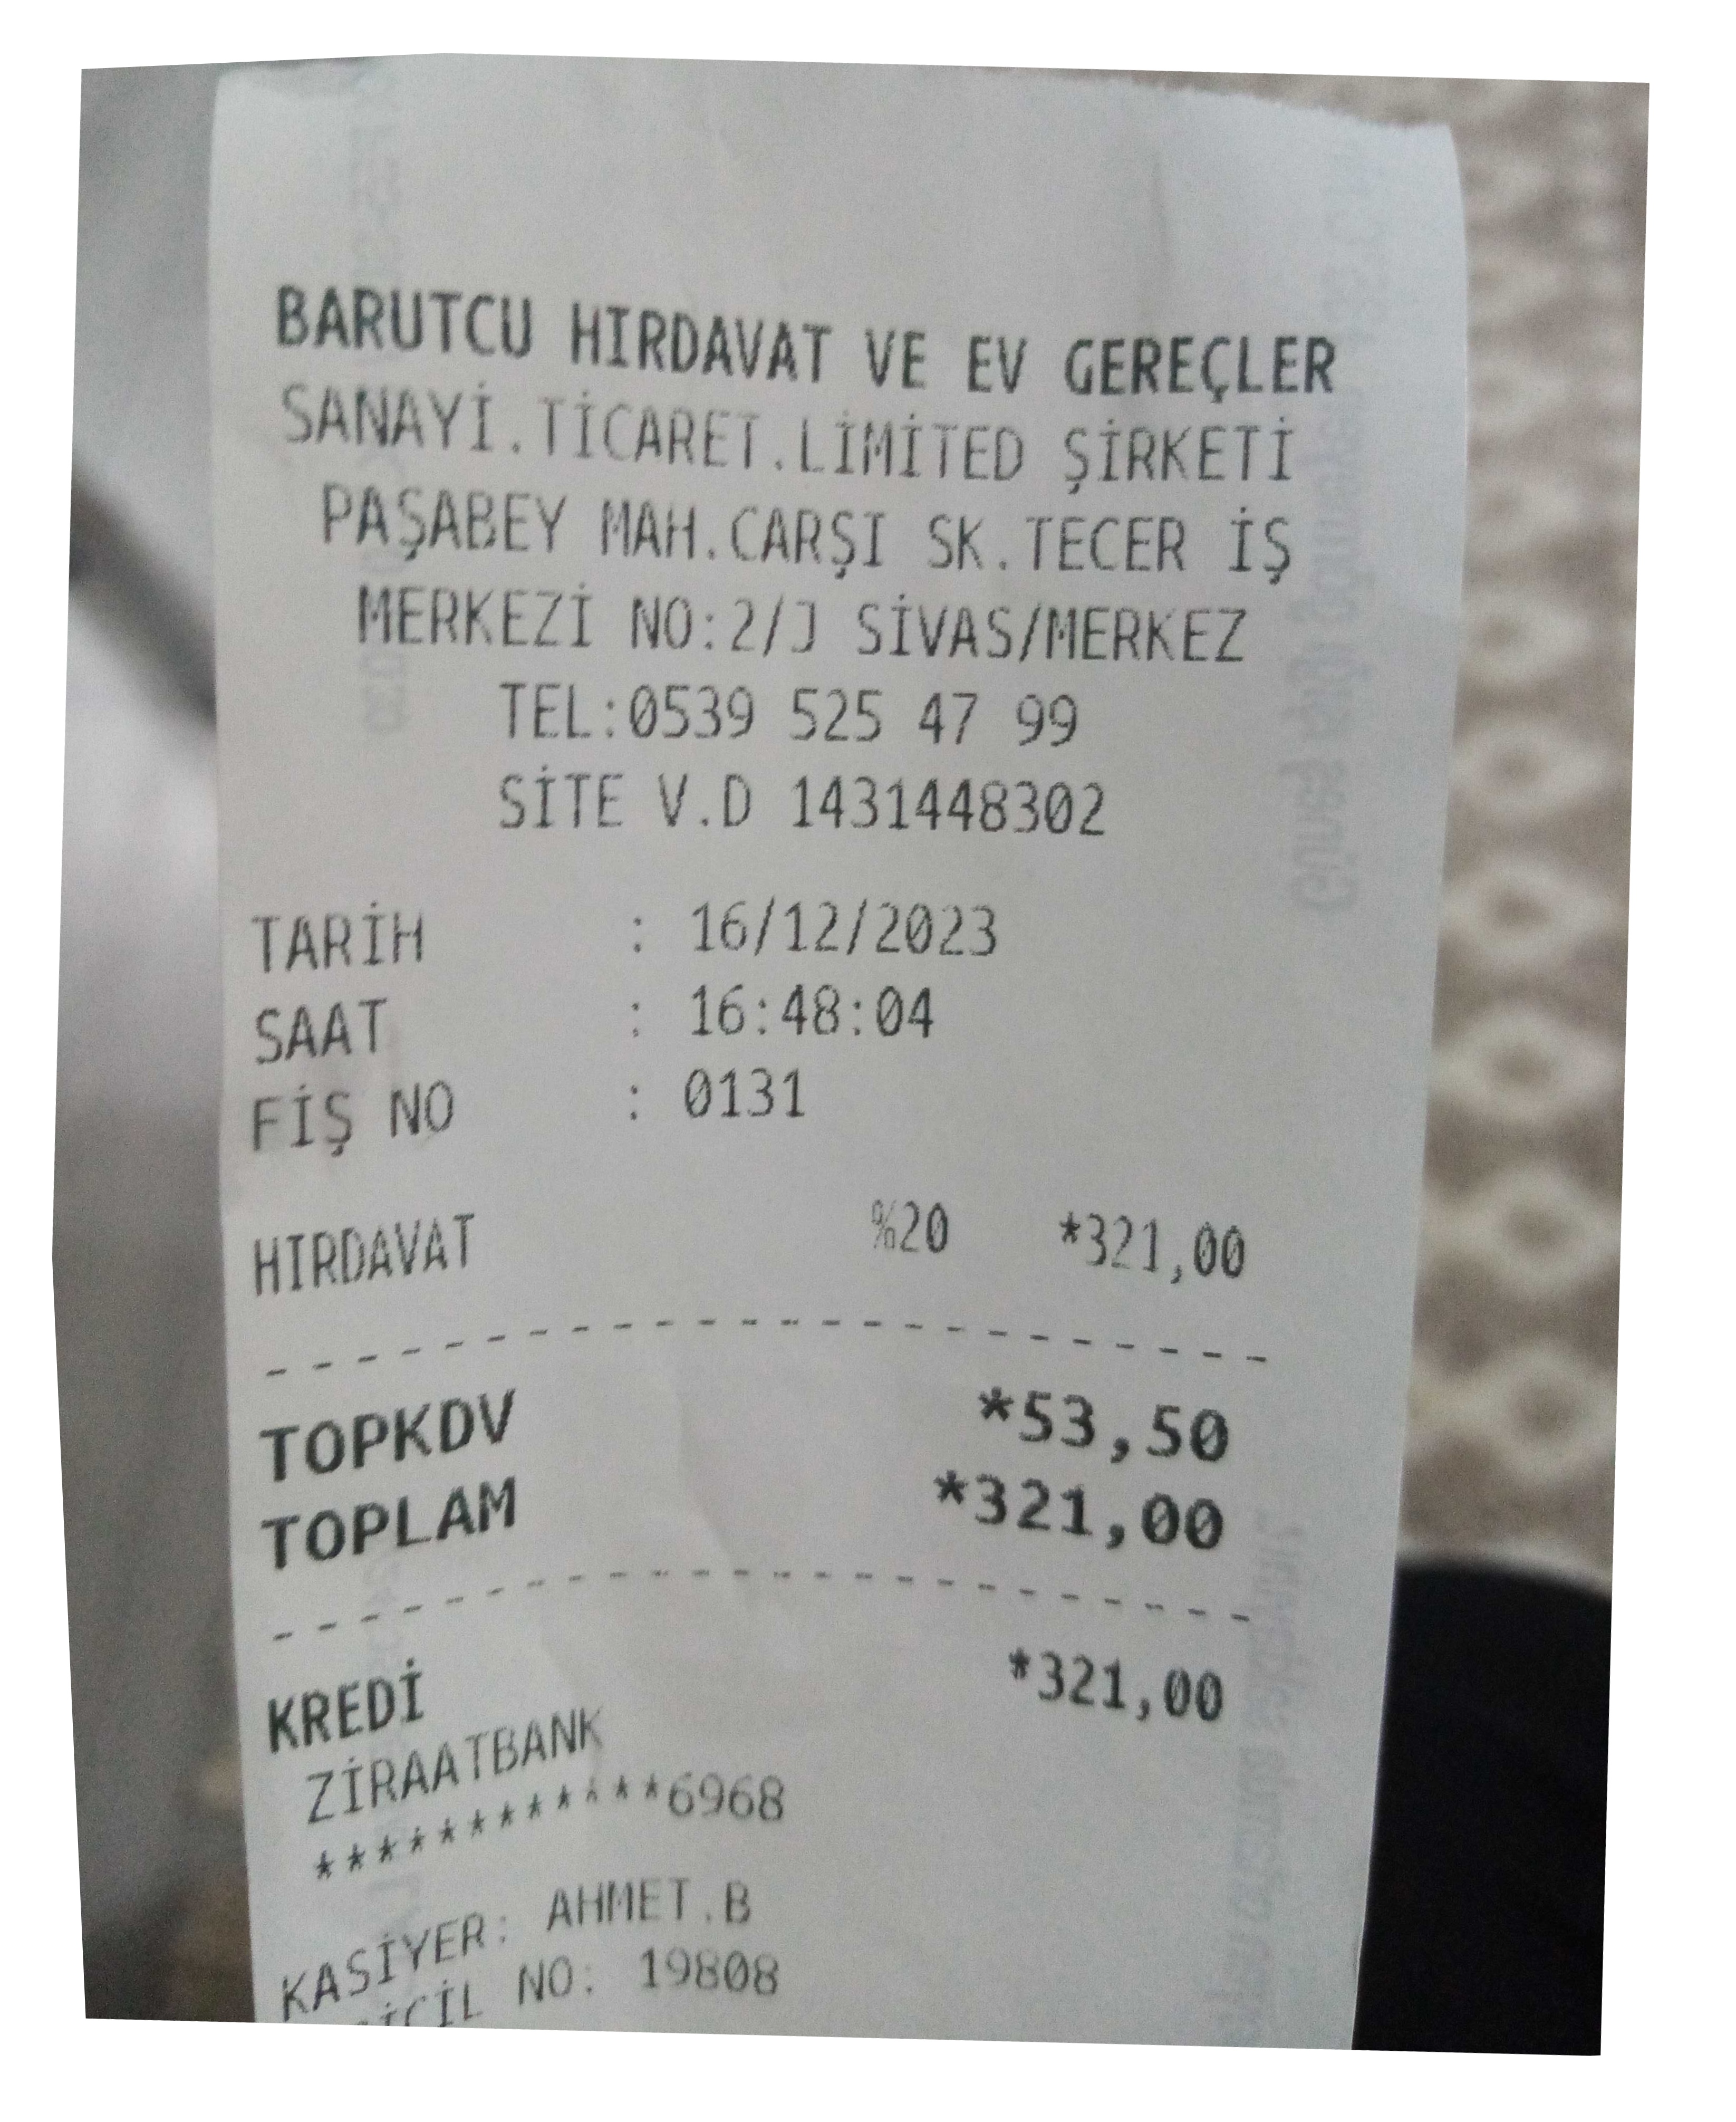 BARUTCU HIRDAVAT VE EV GEREÇLER
SANAYİ.TİCARET.LİMİTED ŞİRKETİ
PAŞABEY MAH.CARŞI SK.TECER İŞ
MERKEZİ NO:2/J SİVAS/MERKEZ
TEL:0539 525 47 99
SİTE V.D 1431448302
TARİH : 16/12/2023
SAAT : 16:48:04
FİŞ NO : 0131
HIRDAVAT %20 *321,00
TOPKDV *53,50
TOPLAM *321,00
KREDİ *321,00
ZİRAATBANK
************6968
KASİYER: AHMET.B
NO: 19808